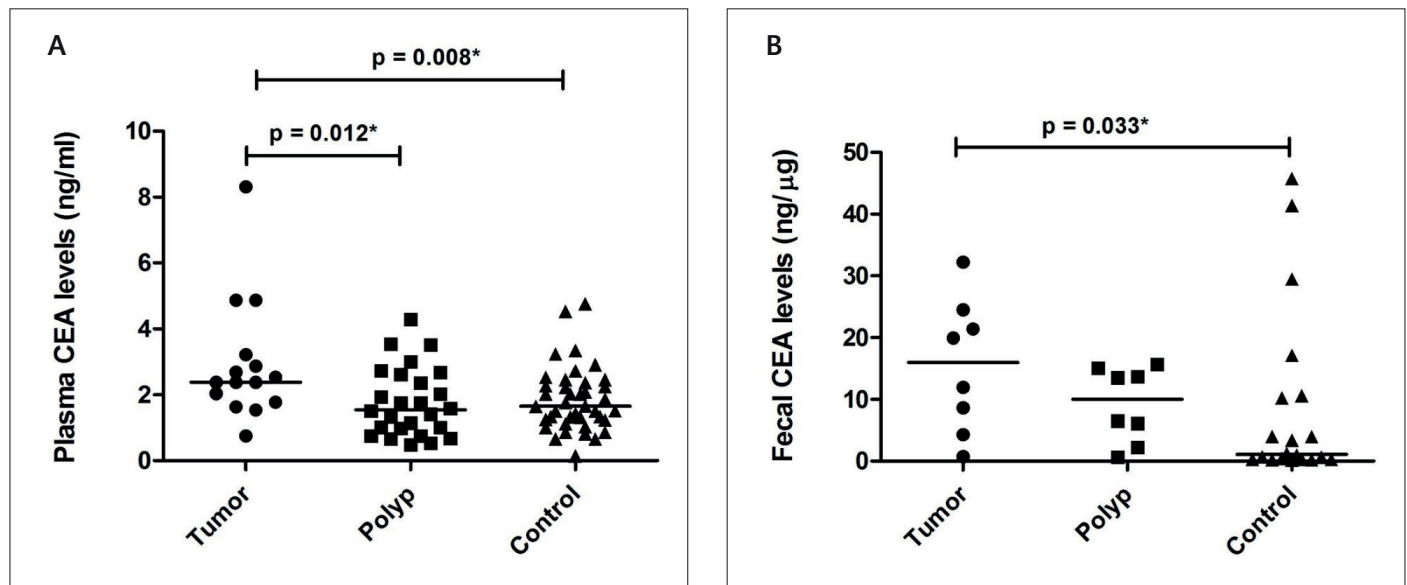 A
p = 0.008*
p = 0.012*
Plasma CEA levels (ng/ml)
10
8
6
4
2
0
Tumor
Polyp
Control
B
p = 0.033*
Fecal CEA levels (ng/µg)
50
40
30
20
10
0
Tumor
Polyp
Control